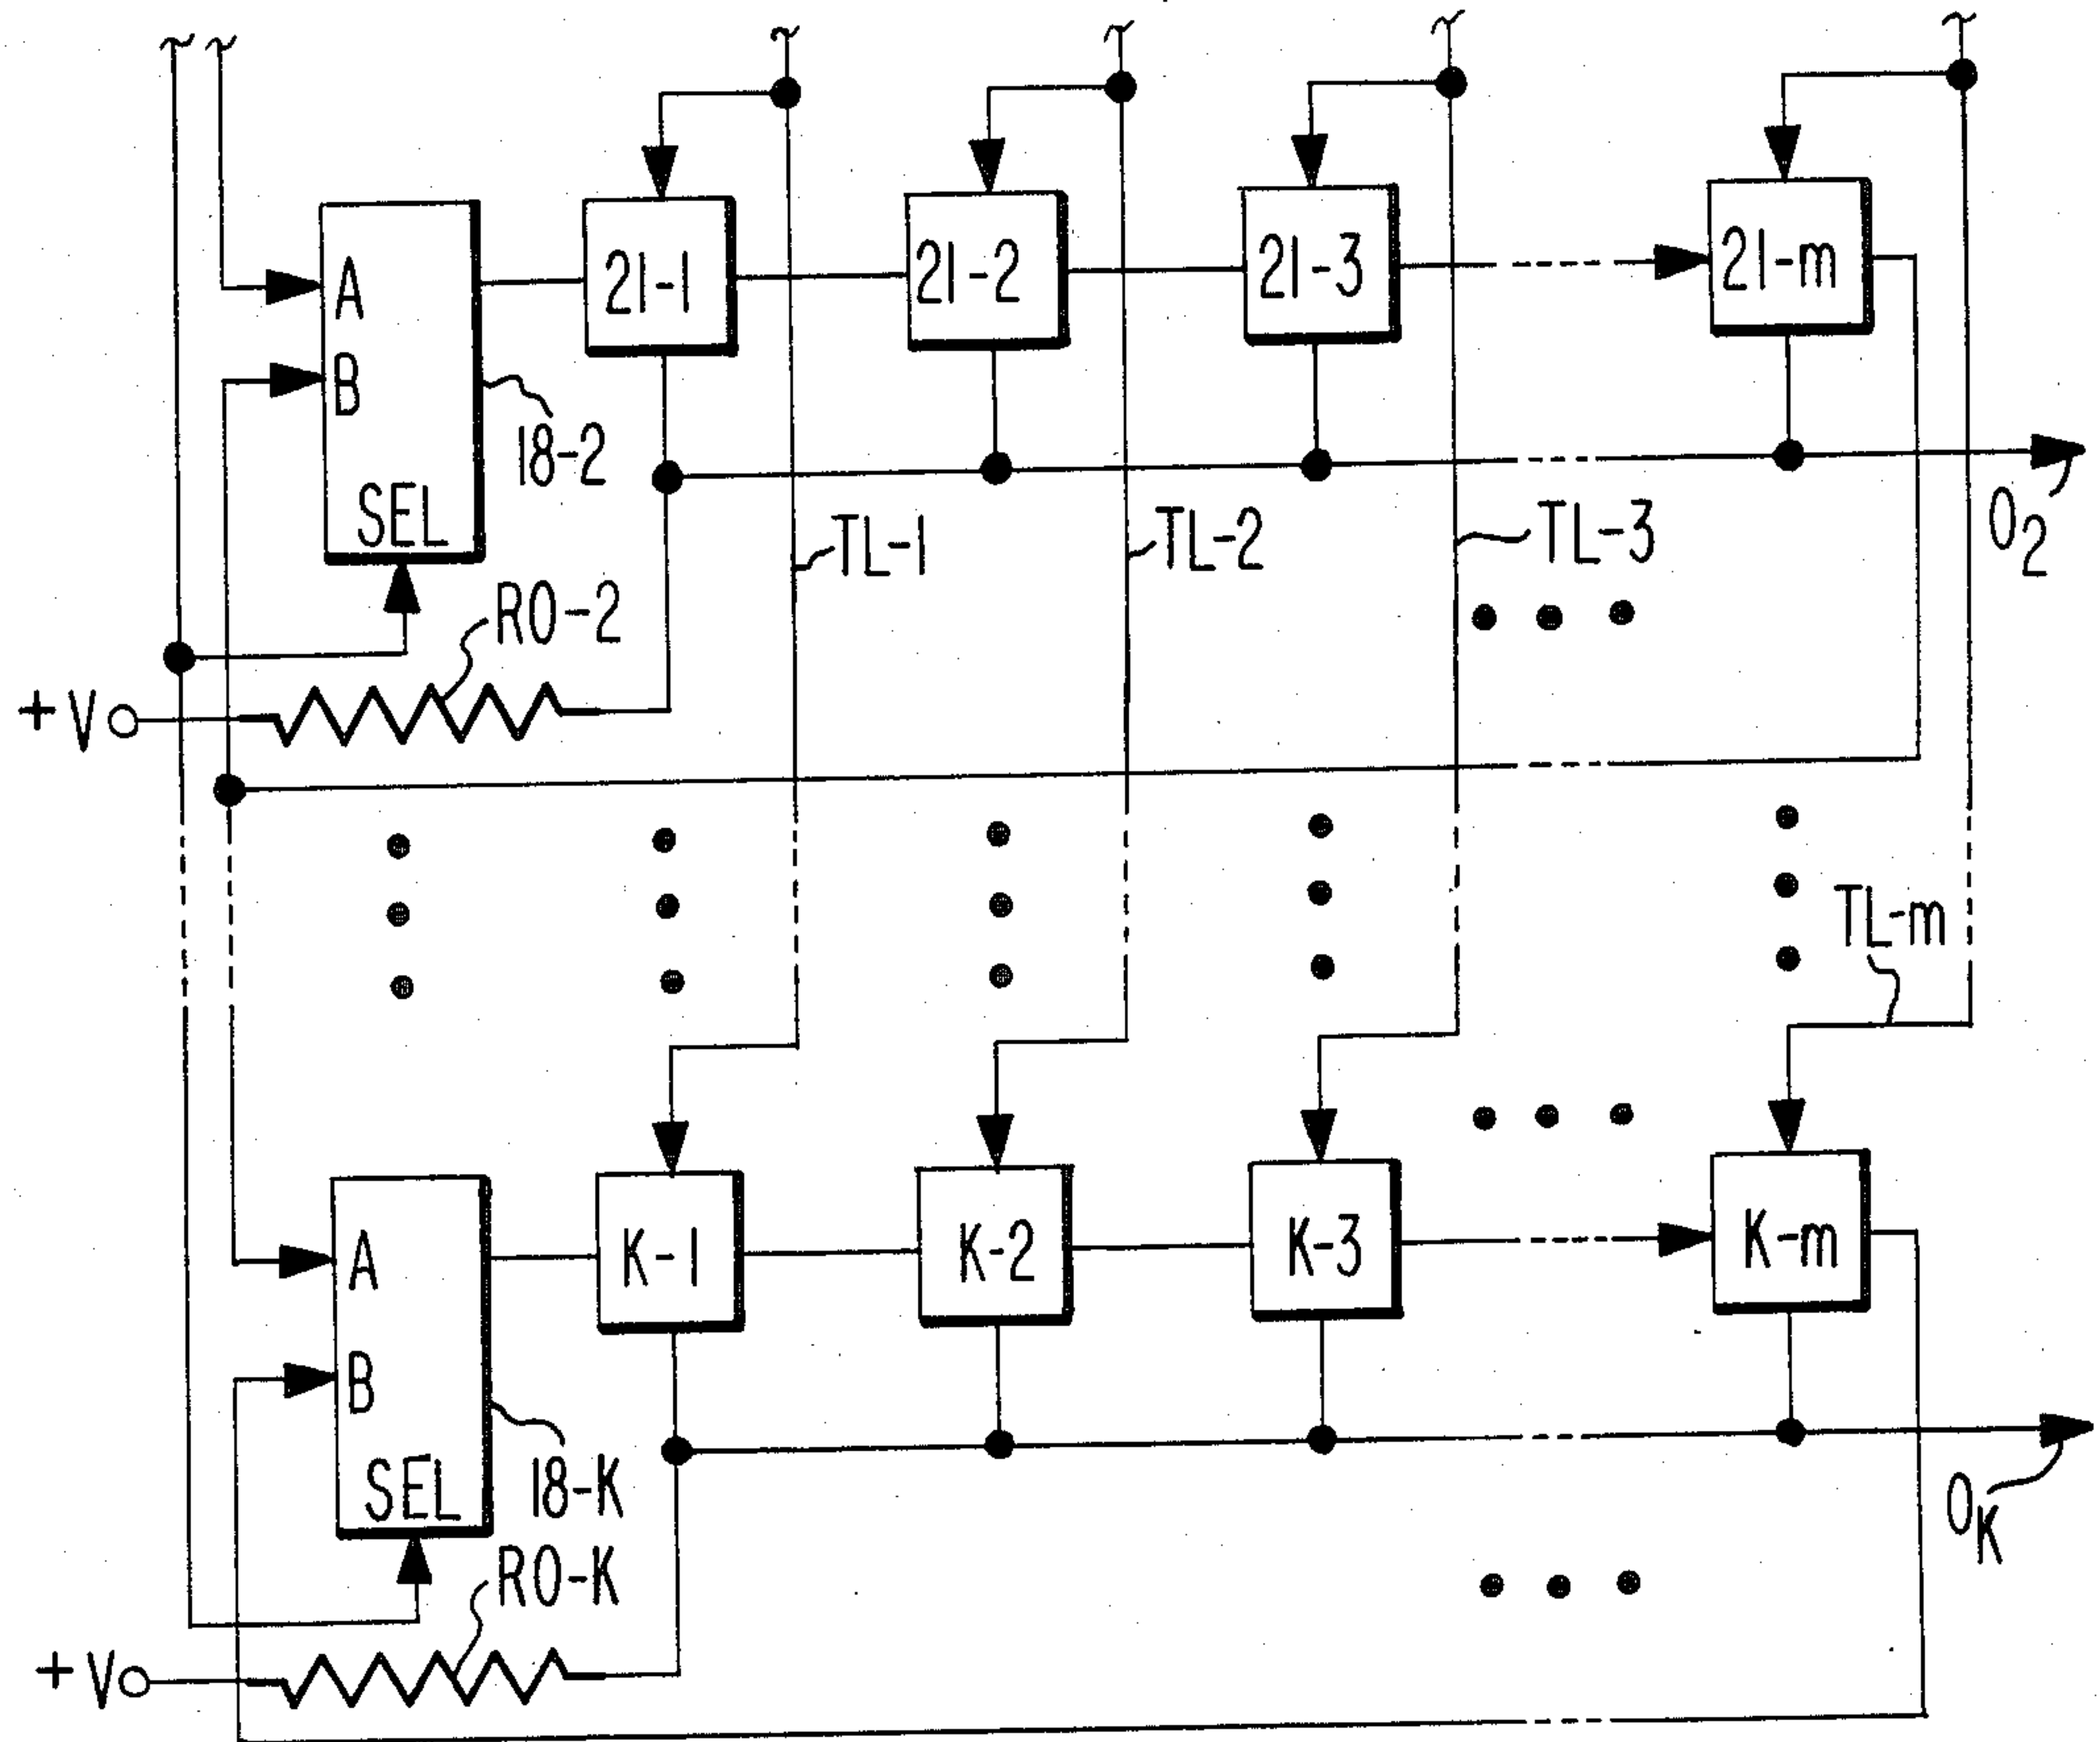 A
21-1
21-2
21-3
21-m
B
18-2
SEL
TL-1
TL-2
TL-3
O2
RO-2
+V
TL-m
A
K-1
K-2
K-3
K-m
B
SEL
18-K
OK
RO-K
+V